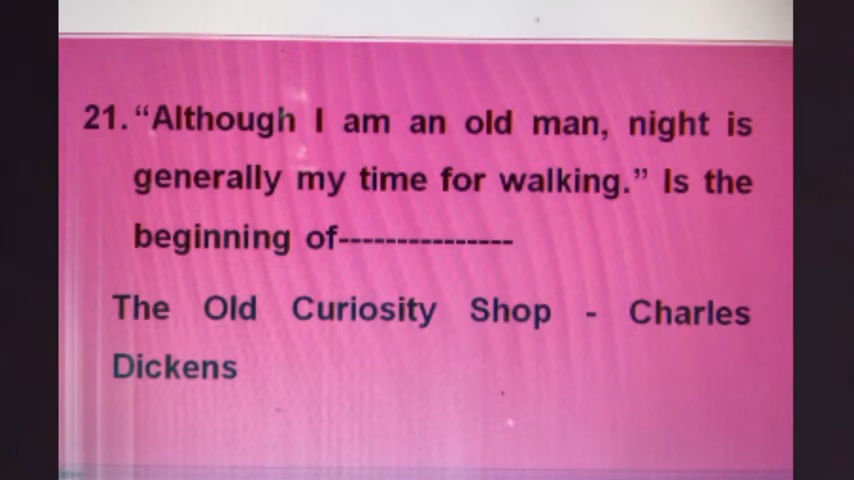 21. “Although I am an old man, night is
generally my time for walking.” Is the
beginning of---------------
The Old Curiosity Shop - Charles
Dickens